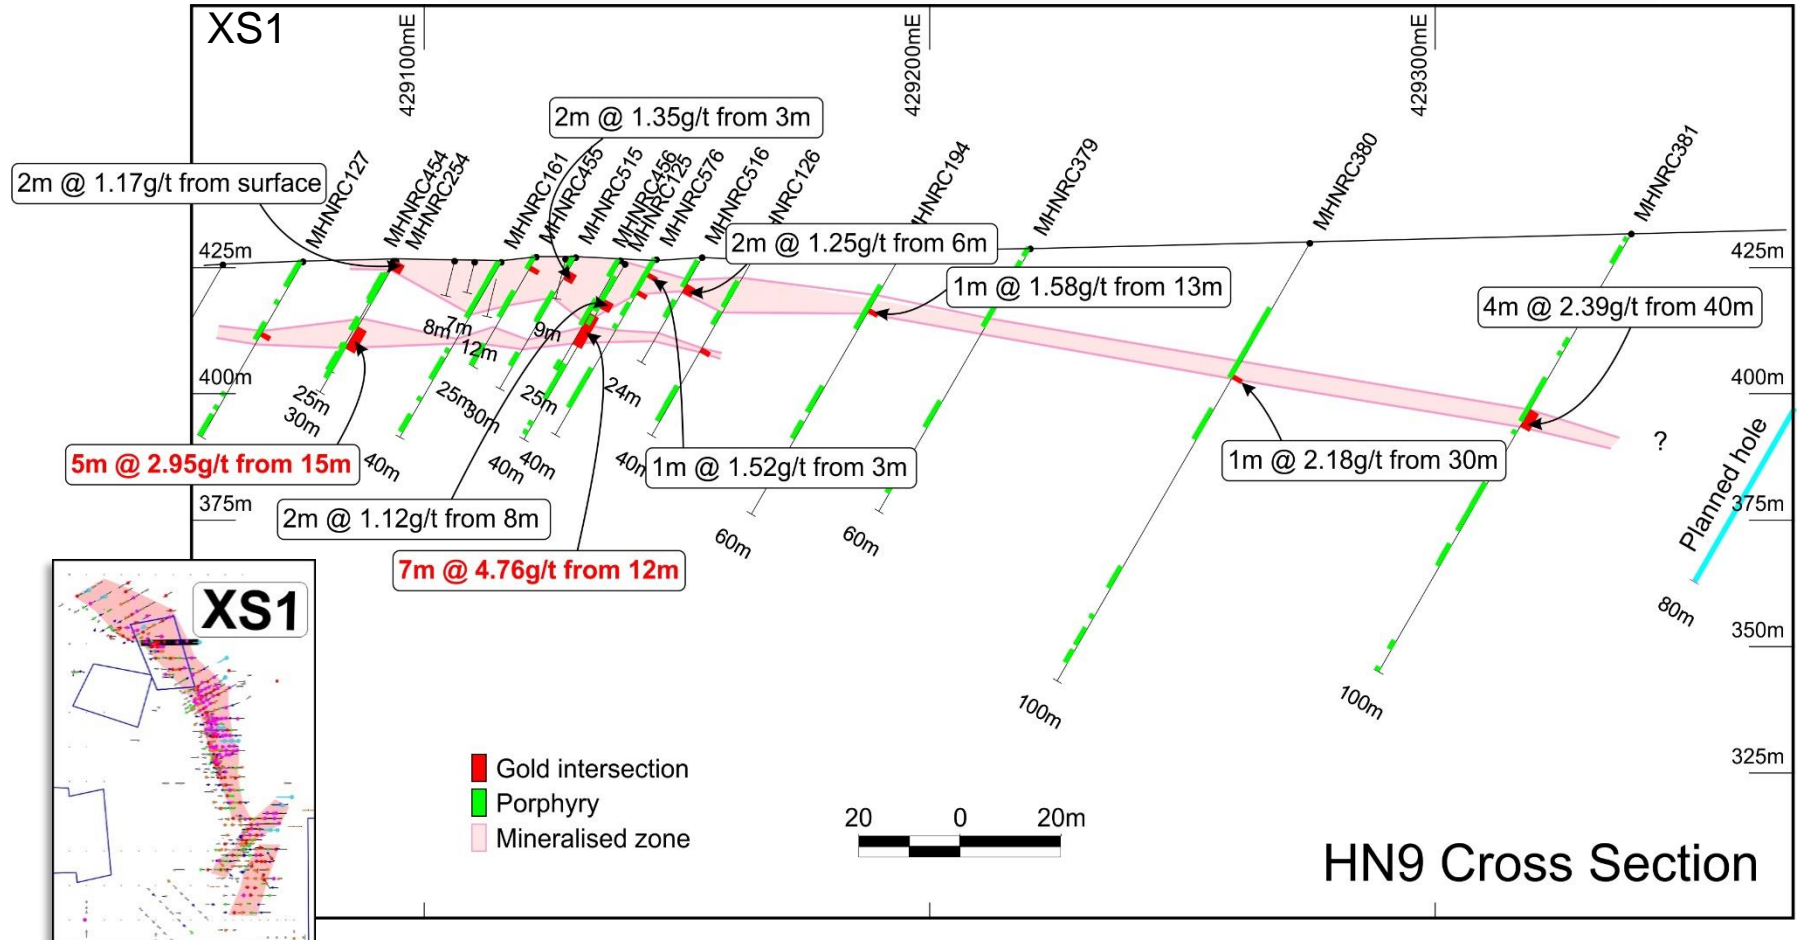 XS1
429100mE
429200mE
429300mE
2m @ 1.35g/t from 3m
2m @ 1.17g/t from surface
MHNRC127
MHNRC454
MHNRC254
MHNRC161
MHNRC455
MHNRC515
MHNRC456
MHNRC125
MHNRC576
MHNRC516
HNRC126
HNRC194
MHNRC379
MHNRC380
MHNRC381
425m
425m
2m @ 1.25g/t from 6m
1m @ 1.58g/t from 13m
4m @ 2.39g/t from 40m
8m
7m
12m
9m
400m
400m
25m
30m
25m
30m
25m
24m
5m @ 2.95g/t from 15m
40m
40m
40m
40m
1m @ 1.52g/t from 3m
1m @ 2.18g/t from 30m
?
Planned hole
375m
375m
2m @ 1.12g/t from 8m
7m @ 4.76g/t from 12m
60m
60m
80m
XS1
350m
100m
100m
325m
Gold intersection
Porphyry
Mineralised zone
20 0 20m
HN9 Cross Section